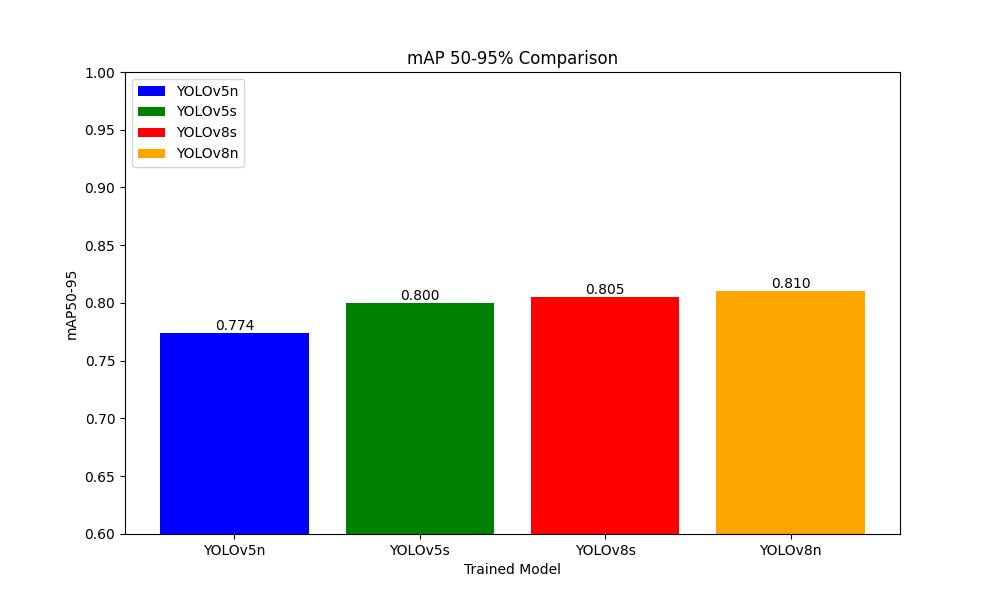 mAP 50-95% Comparison
1.00
0.95
0.90
0.85
0.80
0.75
0.70
0.65
0.60
mAP50-95
YOLOv5n
YOLOv5s
YOLOv8s
YOLOv8n
0.774
0.800
0.805
0.810
YOLOv5n
YOLOv5s
YOLOv8s
YOLOv8n
Trained Model